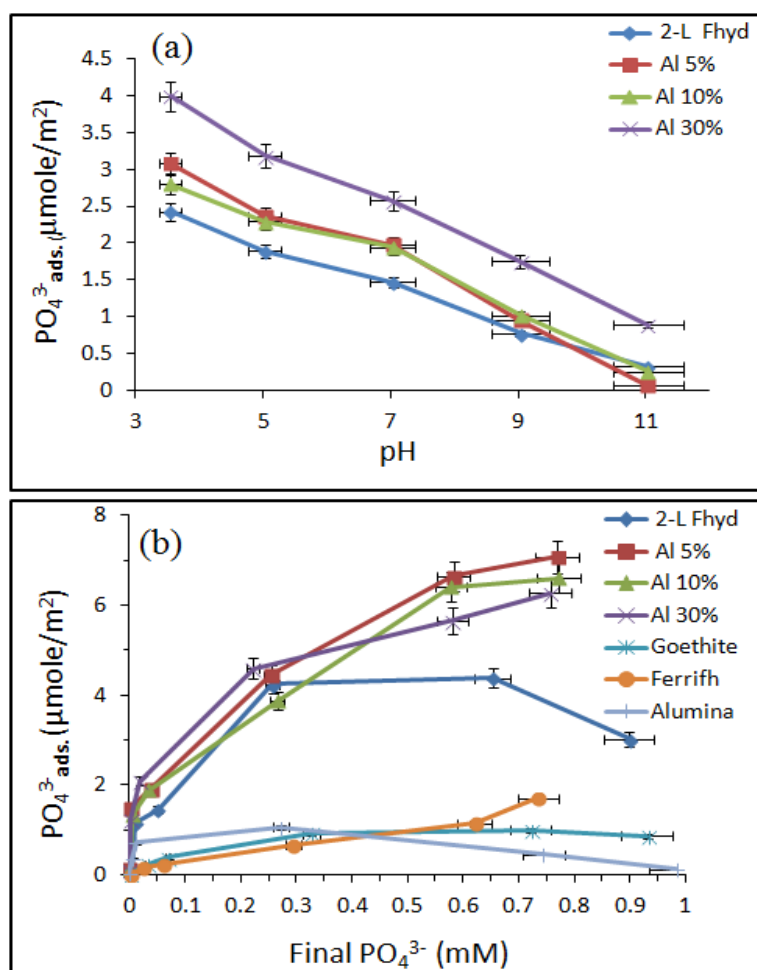 (a)
2-L Fhyd
Al 5%
Al 10%
Al 30%
PO₄³⁻ ads. (µmole/m²)
4.5
4
3.5
3
2.5
2
1.5
1
0.5
0
3 5 7 9 11
pH
(b)
2-L Fhyd
Al 5%
Al 10%
Al 30%
Goethite
Ferrifh
Alumina
PO₄³⁻ ads. (µmole/m²)
8
6
4
2
0
0 0.1 0.2 0.3 0.4 0.5 0.6 0.7 0.8 0.9 1
Final PO₄³⁻ (mM)